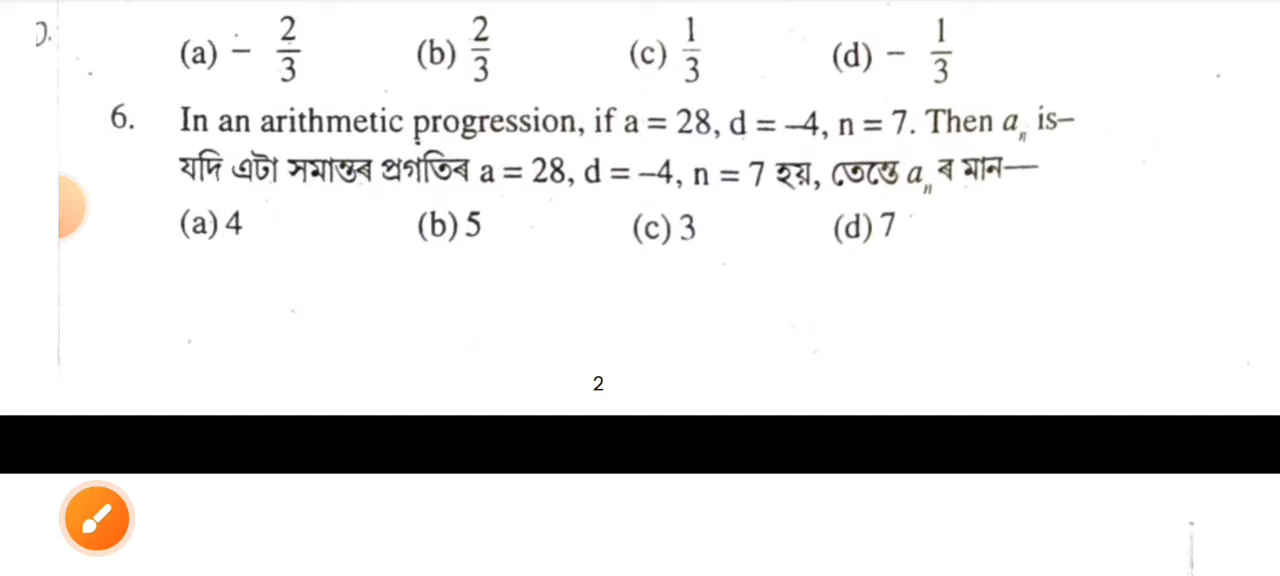 (a) – 2/3 (b) 2/3 (c) 1/3 (d) – 1/3
6. In an arithmetic progression, if a = 28, d = –4, n = 7. Then aₙ is–
যদি এটা সমান্তৰ প্ৰগতিৰ a = 28, d = –4, n = 7 হয়, তেন্তে aₙ ৰ মান—
(a) 4 (b) 5 (c) 3 (d) 7
2